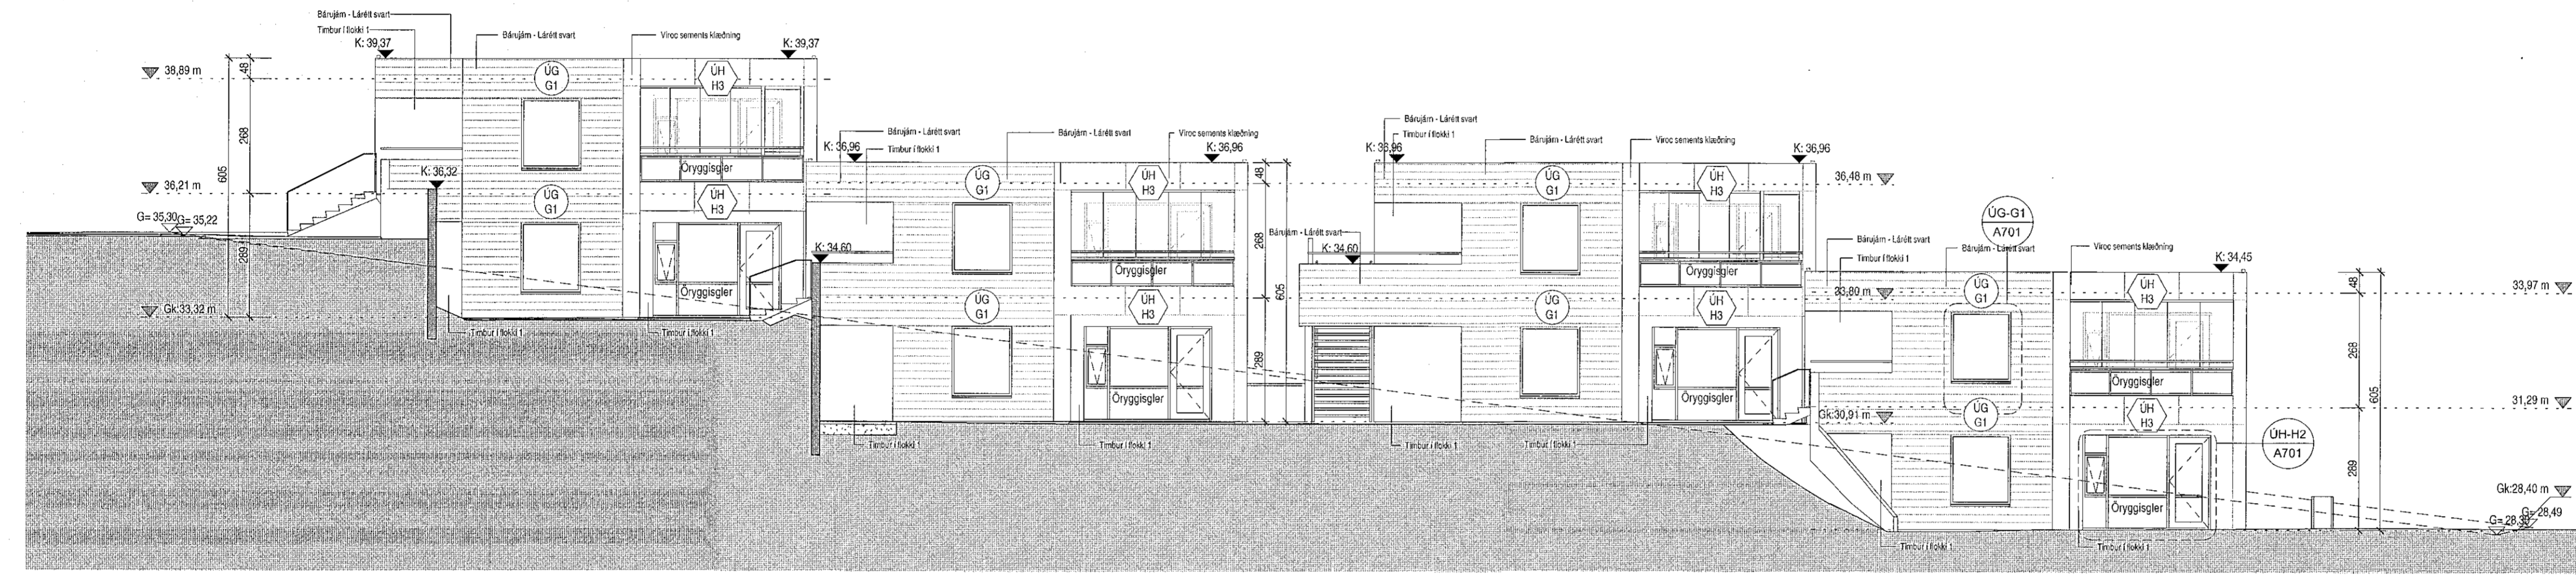 Bárujárn - Lárétt svart
Timbur í flokki 1
K: 39,37
Bárujárn - Lárétt svart
Viroc sements klæðning
K: 39,37
38,89 m
48
268
605
289
36,21 m
G= 35,30
G= 35,22
Gk:33,32 m
K: 36,32
ÚG
G1
ÚH
H3
Öryggisgler
ÚG
G1
ÚH
H3
Öryggisgler
Timbur í flokki 1
Timbur í flokki 1
K: 36,96
Bárujárn - Lárétt svart
Timbur í flokki 1
Bárujárn - Lárétt svart
Viroc sements klæðning
K: 36,96
K: 34,60
ÚG
G1
ÚH
H3
Öryggisgler
ÚG
G1
ÚH
H3
Öryggisgler
Timbur í flokki 1
Timbur í flokki 1
48
268
605
289
Bárujárn - Lárétt svart
Timbur í flokki 1
K: 36,96
Bárujárn - Lárétt svart
Viroc sements klæðning
K: 36,96
36,48 m
Bárujárn - Lárétt svart
K: 34,60
ÚG
G1
ÚH
H3
Öryggisgler
ÚG
G1
ÚH
H3
Öryggisgler
Timbur í flokki 1
Timbur í flokki 1
33,80 m
Gk:30,91 m
ÚG-G1
A701
Bárujárn - Lárétt svart
Timbur í flokki 1
Bárujárn - Lárétt svart
Viroc sements klæðning
K: 34,45
ÚG
G1
ÚH
H3
Öryggisgler
ÚG
G1
ÚH
H3
Öryggisgler
ÚH-H2
A701
Timbur í flokki 1
Timbur í flokki 1
48
268
605
289
33,97 m
31,29 m
Gk:28,40 m
G= 28,49